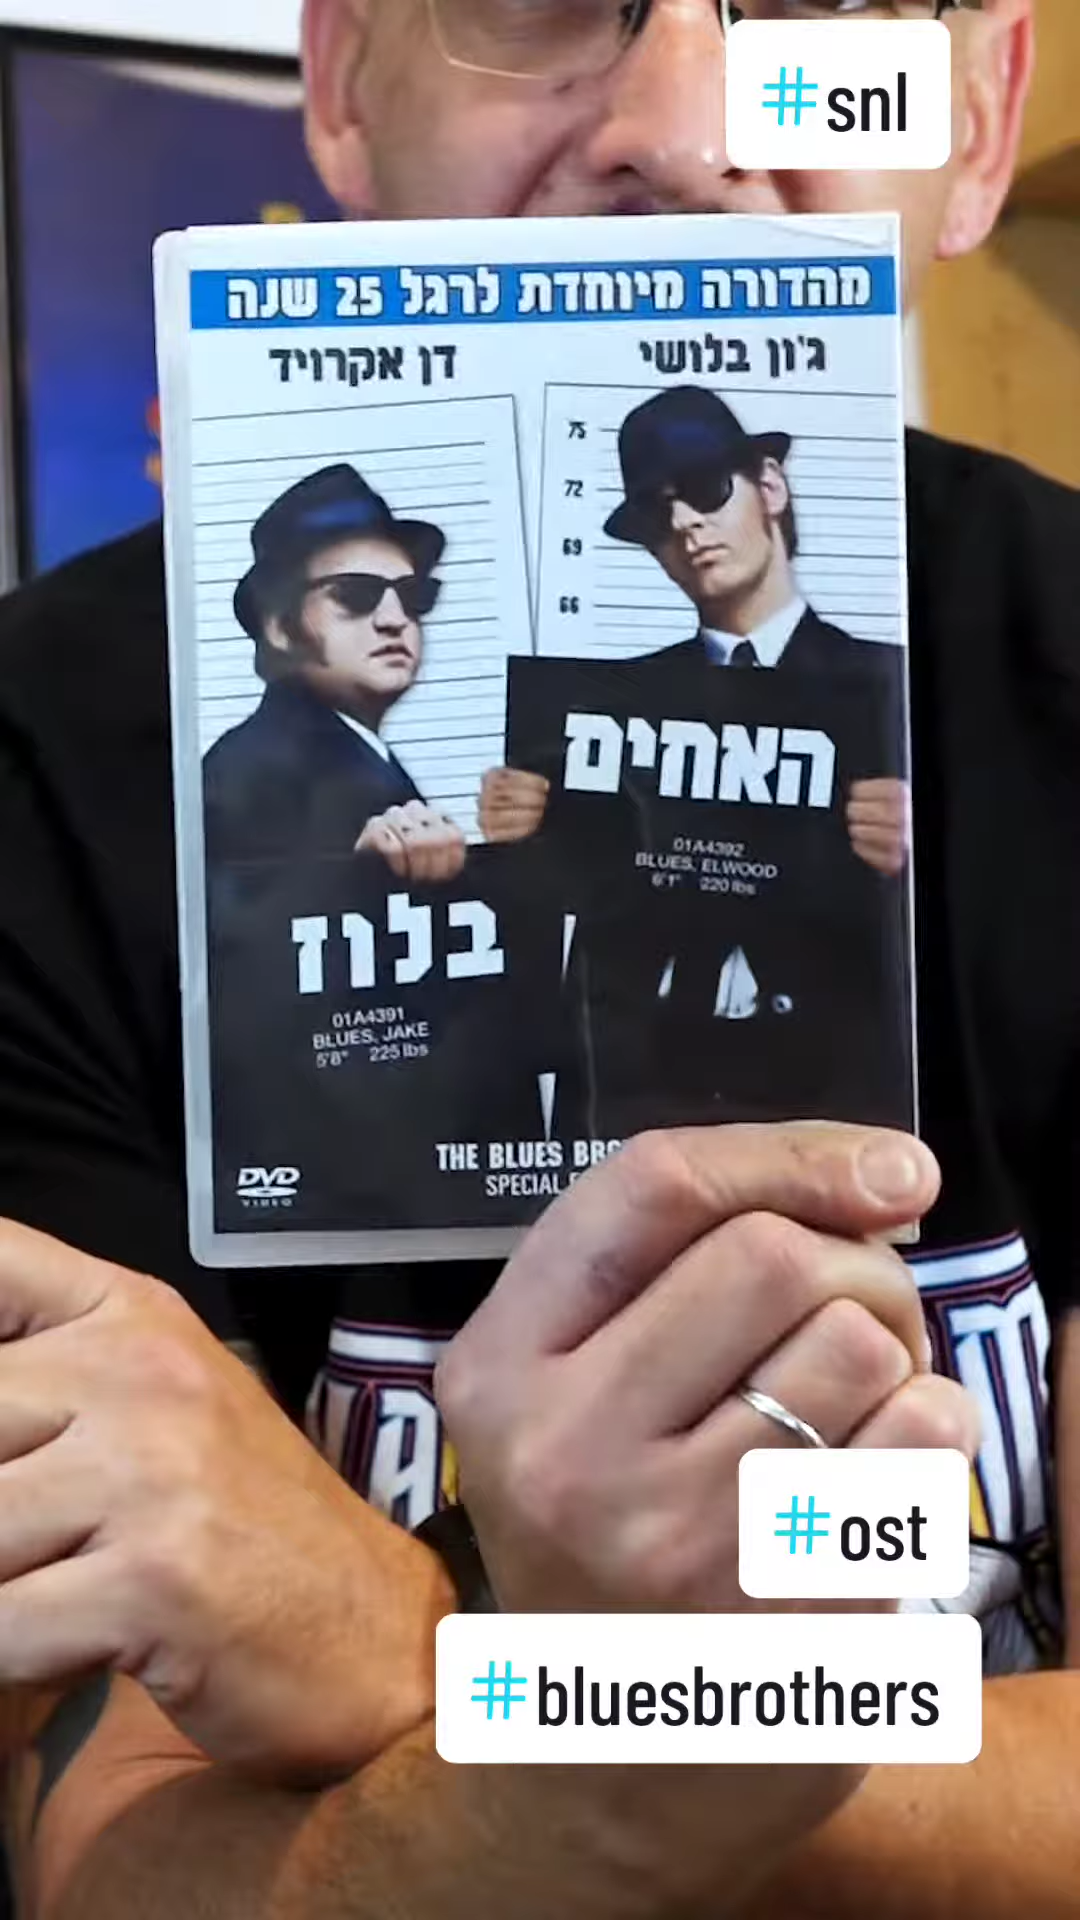 #snl
מהדורה מיוחדת לרגל 25 שנה
ג'ון בלושי
דן אקרויד
75
72
69
66
האחים
01A4392
BLUES, ELWOOD
6'1" 220 lbs
בלוז
01A4391
BLUES, JAKE
5'8" 225 lbs
THE BLUES
SPECIAL
DVD
VIDEO
#ost
#bluesbrothers